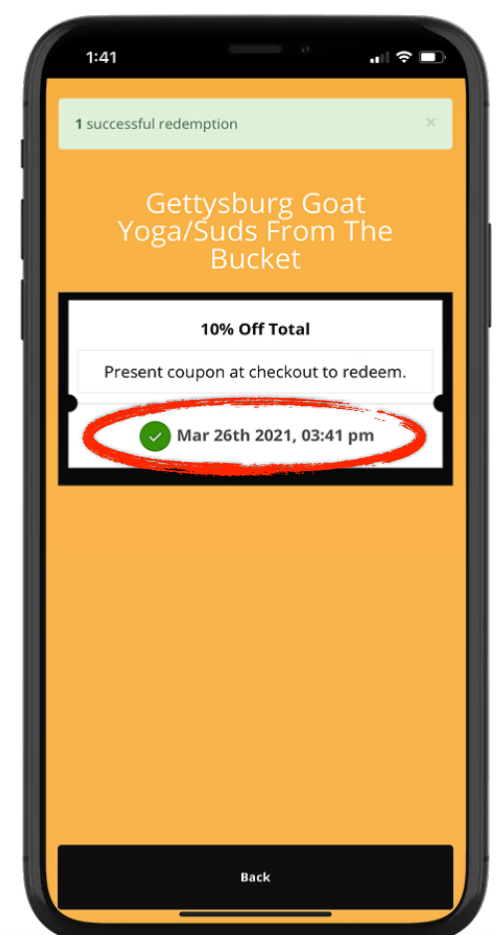 1:41
1 successful redemption
×
Gettysburg Goat
Yoga/Suds From The
Bucket
10% Off Total
Present coupon at checkout to redeem.
Mar 26th 2021, 03:41 pm
Back